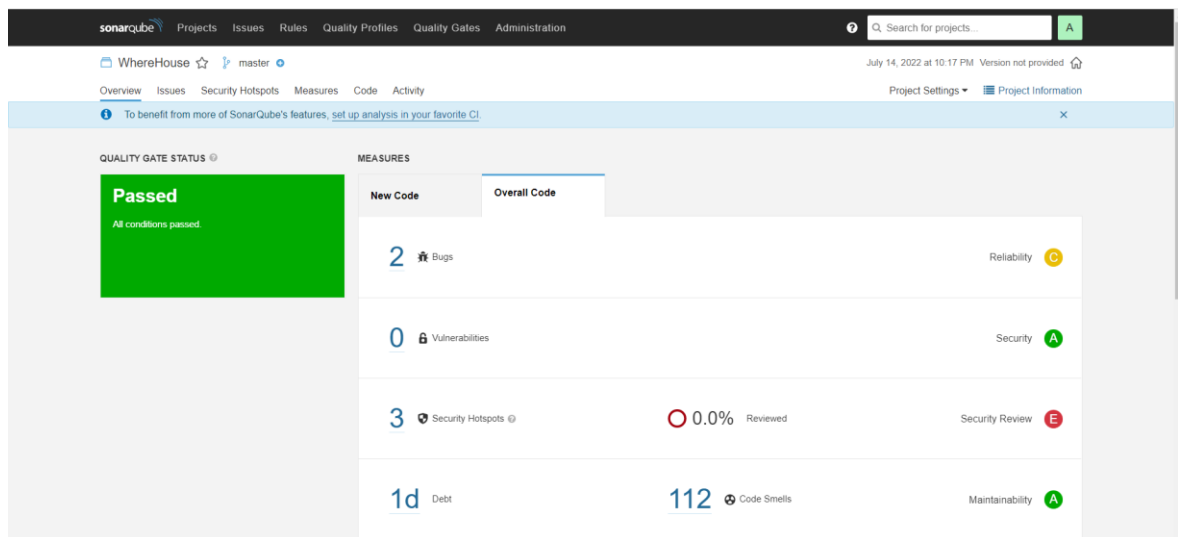 sonarqube Projects Issues Rules Quality Profiles Quality Gates Administration ? Search for projects... A
WhereHouse master July 14, 2022 at 10:17 PM Version not provided
Overview Issues Security Hotspots Measures Code Activity Project Settings Project Information
To benefit from more of SonarQube's features, set up analysis in your favorite CI.
QUALITY GATE STATUS ? MEASURES
Passed
All conditions passed.
New Code Overall Code
2 Bugs Reliability C
0 Vulnerabilities Security A
3 Security Hotspots ? 0.0% Reviewed Security Review E
1d Debt 112 Code Smells Maintainability A